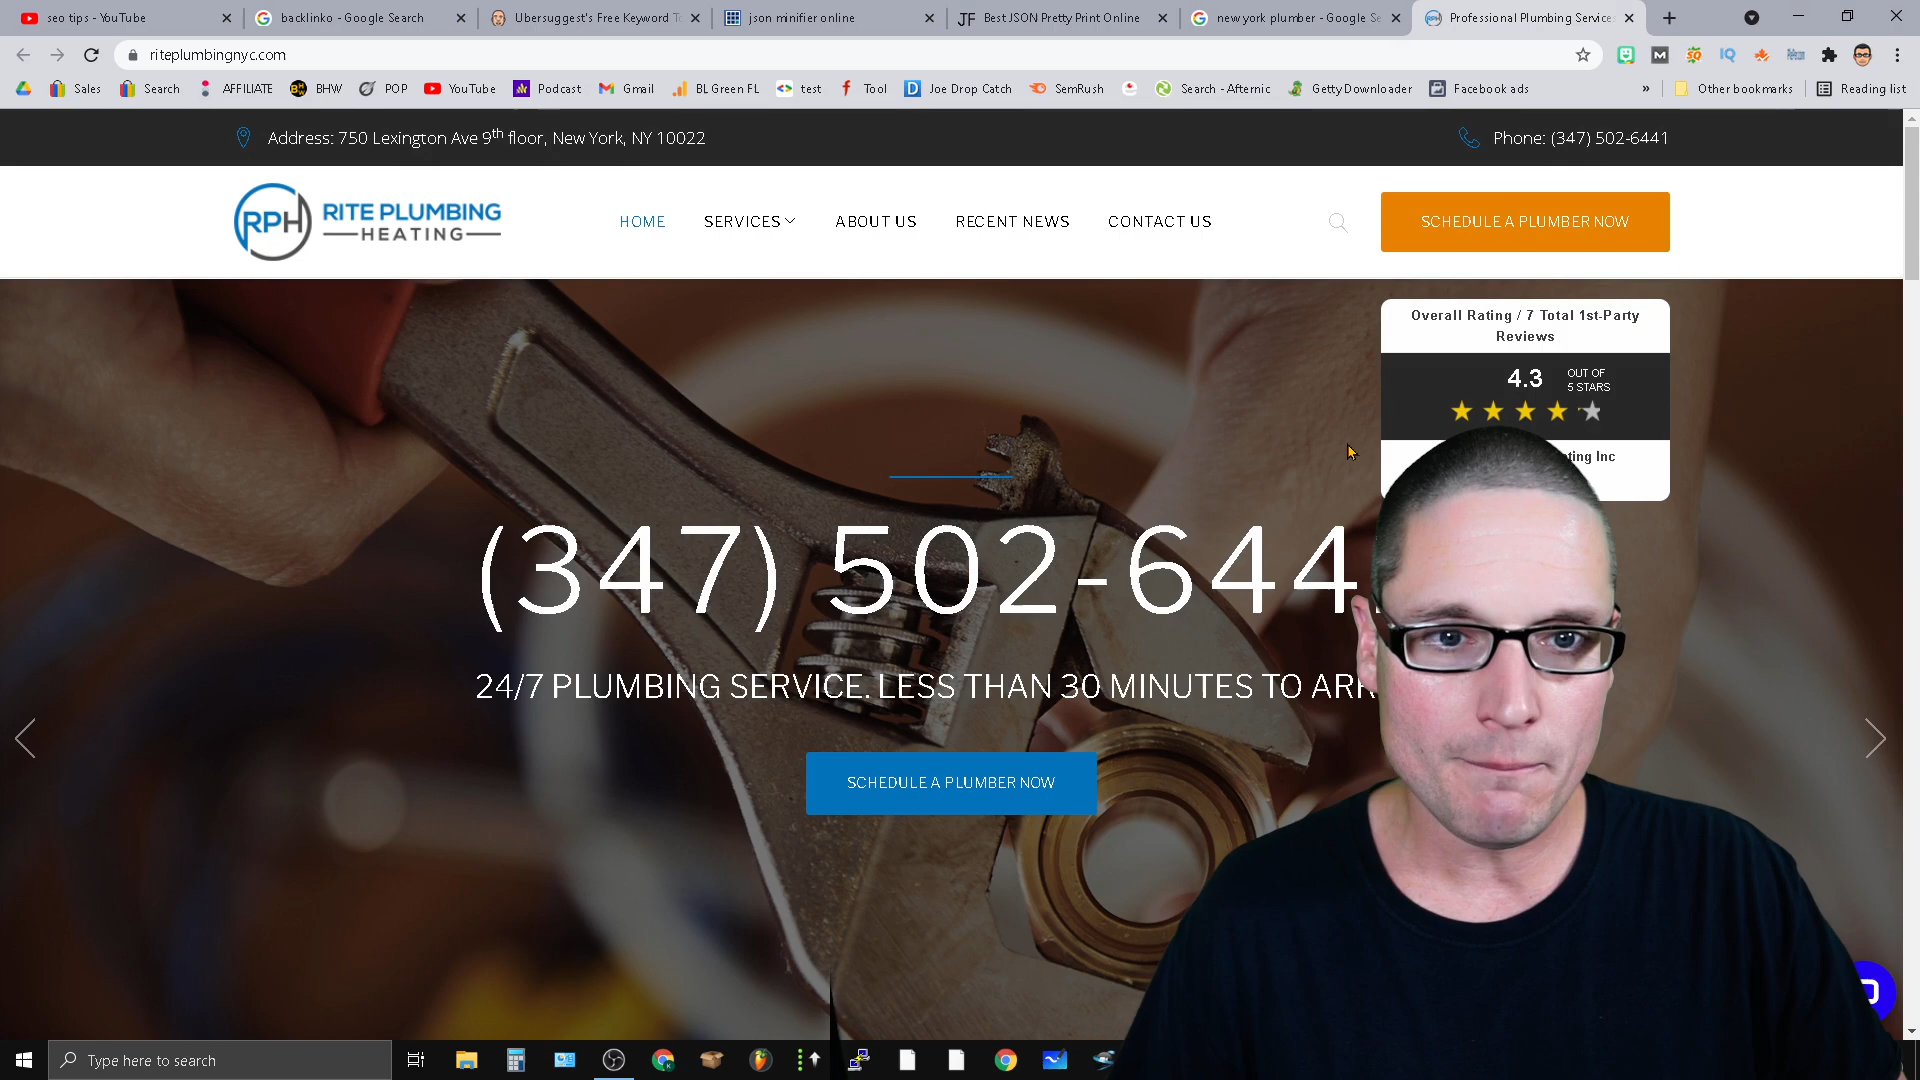 seo tips - YouTube
backlinko - Google Search
Ubersuggest's Free Keyword To
json minifier online
JF Best JSON Pretty Print Online
new york plumber - Google Se
Professional Plumbing Services
riteplumbingnyc.com
Sales
Search
AFFILIATE
BHW
POP
YouTube
Podcast
Gmail
BL Green FL
test
Tool
Joe Drop Catch
SemRush
Search - Afternic
GettyDownloader
Facebook ads
»
Other bookmarks
Reading list
Address: 750 Lexington Ave 9th floor, New York, NY 10022
Phone: (347) 502-6441
RPH RITE PLUMBING
HEATING
HOME
SERVICES
ABOUT US
RECENT NEWS
CONTACT US
SCHEDULE A PLUMBER NOW
Overall Rating / 7 Total 1st-Party
Reviews
4.3 OUT OF
5 STARS
ting Inc
(347) 502-644
24/7 PLUMBING SERVICE. LESS THAN 30 MINUTES TO ARR
SCHEDULE A PLUMBER NOW
Type here to search